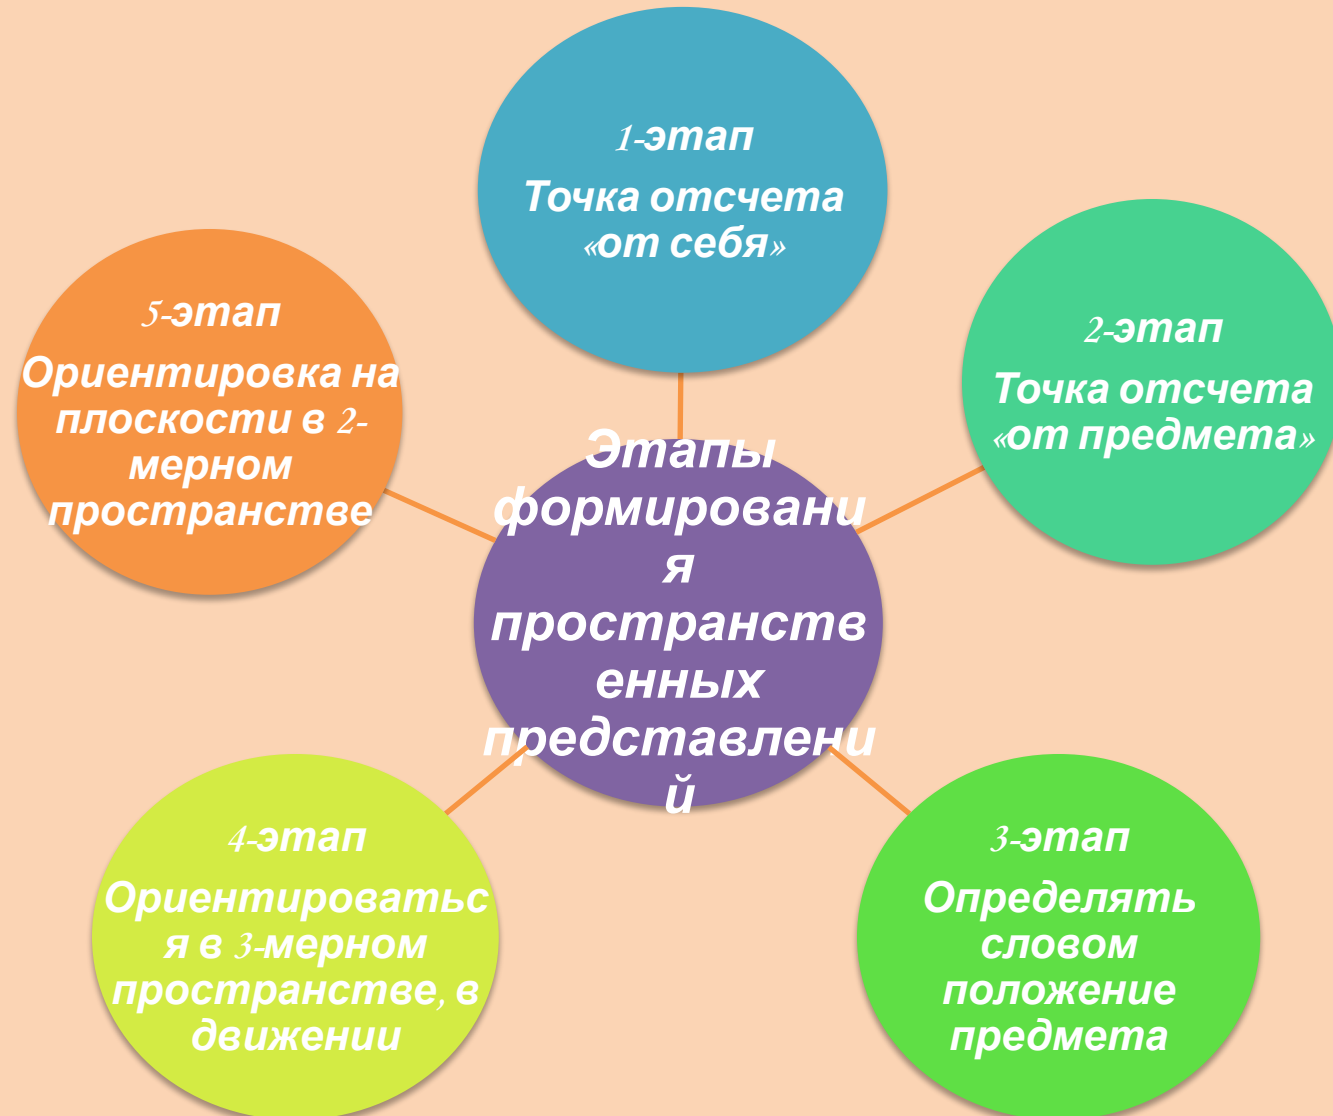 1-этап
Точка отсчета
«от себя»
2-этап
Точка отсчета
«от предмета»
3-этап
Определять
словом
положение
предмета
4-этап
Ориентироватьс
я в 3-мерном
пространстве, в
движении
5-этап
Ориентировка на
плоскости в 2-
мерном
пространстве
Этапы
формировани
я
пространств
енных
представлени
й